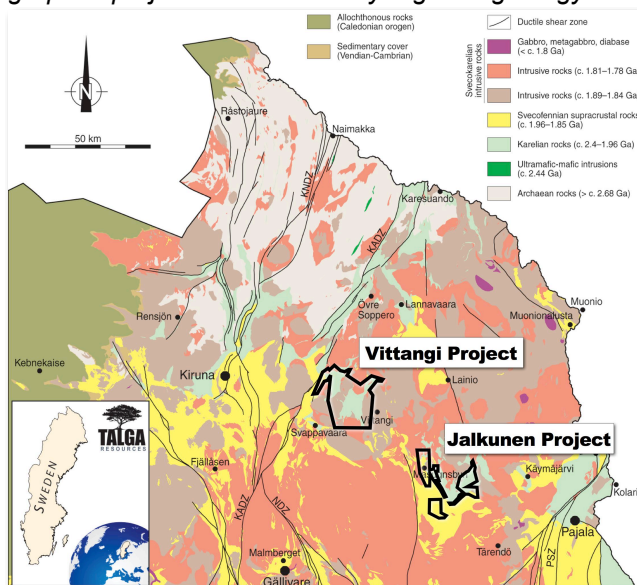 Allochthonous rocks
(Caledonian orogen)
Sedimentary cover
(Vendian-Cambrian)
Ductile shear zone
Svecokarelian
intrusive rocks
Gabbro, metagabbro, diabase
(< c. 1.8 Ga)
Intrusive rocks (c. 1.81–1.78 Ga
Intrusive rocks (c. 1.89–1.84 Ga
Svecofennian supracrustal rocks
(c. 1.96–1.85 Ga)
Karelian rocks (c. 2.4–1.96 Ga)
Ultramafic-mafic intrusions
(c. 2.44 Ga)
Archaean rocks (> c. 2.68 Ga)
N
50 km
Råstojaure
Naimakka
KNDZ
Karesuando
KADZ
Rensjön
Övre
Soppero
Lannavaara
Muonio
Muonionalusta
Kebnekaise
Vittangi Project
Kiruna
Lainio
Vittangi
Svappavaara
Jalkunen Project
TALGA
RESOURCES
SWEDEN
Fjällåsen
Masugnsbyn
Käymäjärvi
Kolari
KADZ
NDZ
Pajala
Tärendö
PSZ
Malmberget
Gällivare